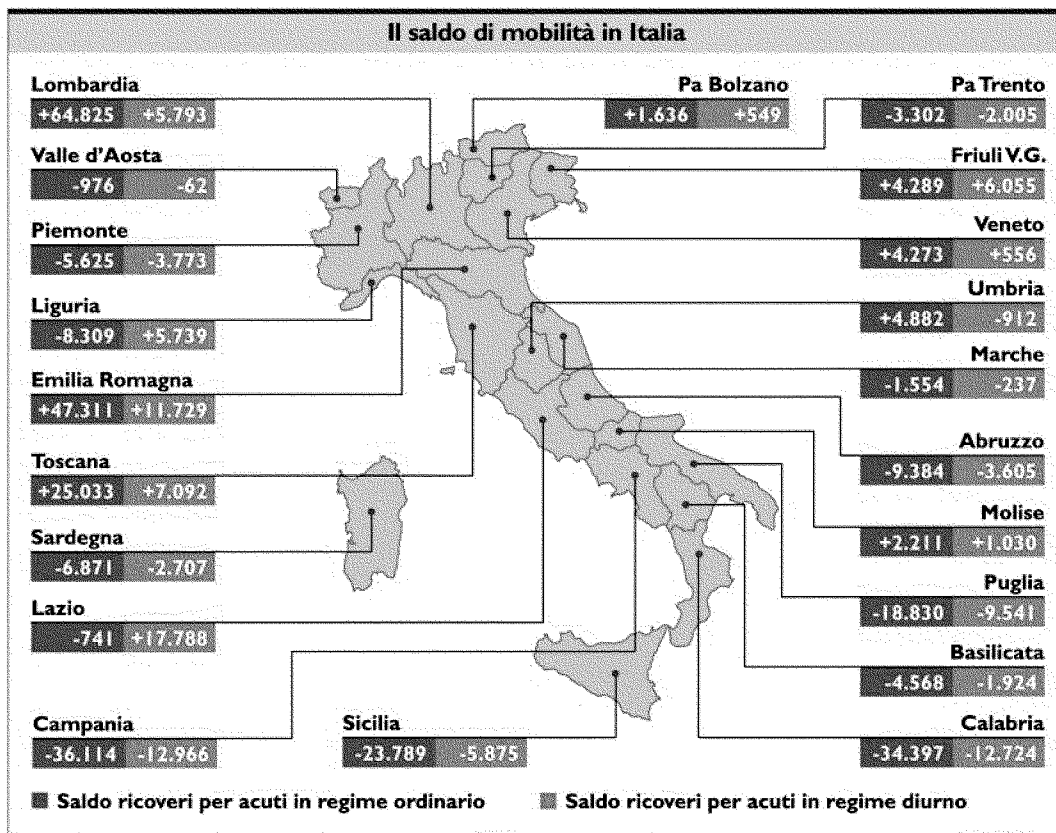 Il saldo di mobilità in Italia
Lombardia
+64.825 +5.793
Valle d'Aosta
-976 -62
Piemonte
-5.625 -3.773
Liguria
-8.309 +5.739
Emilia Romagna
+47.311 +11.729
Toscana
+25.033 +7.092
Sardegna
-6.871 -2.707
Lazio
-741 +17.788
Campania
-36.114 -12.966
Sicilia
-23.789 -5.875
Pa Bolzano
+1.636 +549
Pa Trento
-3.302 -2.005
Friuli V.G.
+4.289 +6.055
Veneto
+4.273 +556
Umbria
+4.882 -912
Marche
-1.554 -237
Abruzzo
-9.384 -3.605
Molise
+2.211 +1.030
Puglia
-18.830 -9.541
Basilicata
-4.568 -1.924
Calabria
-34.397 -12.724
Saldo ricoveri per acuti in regime ordinario
Saldo ricoveri per acuti in regime diurno